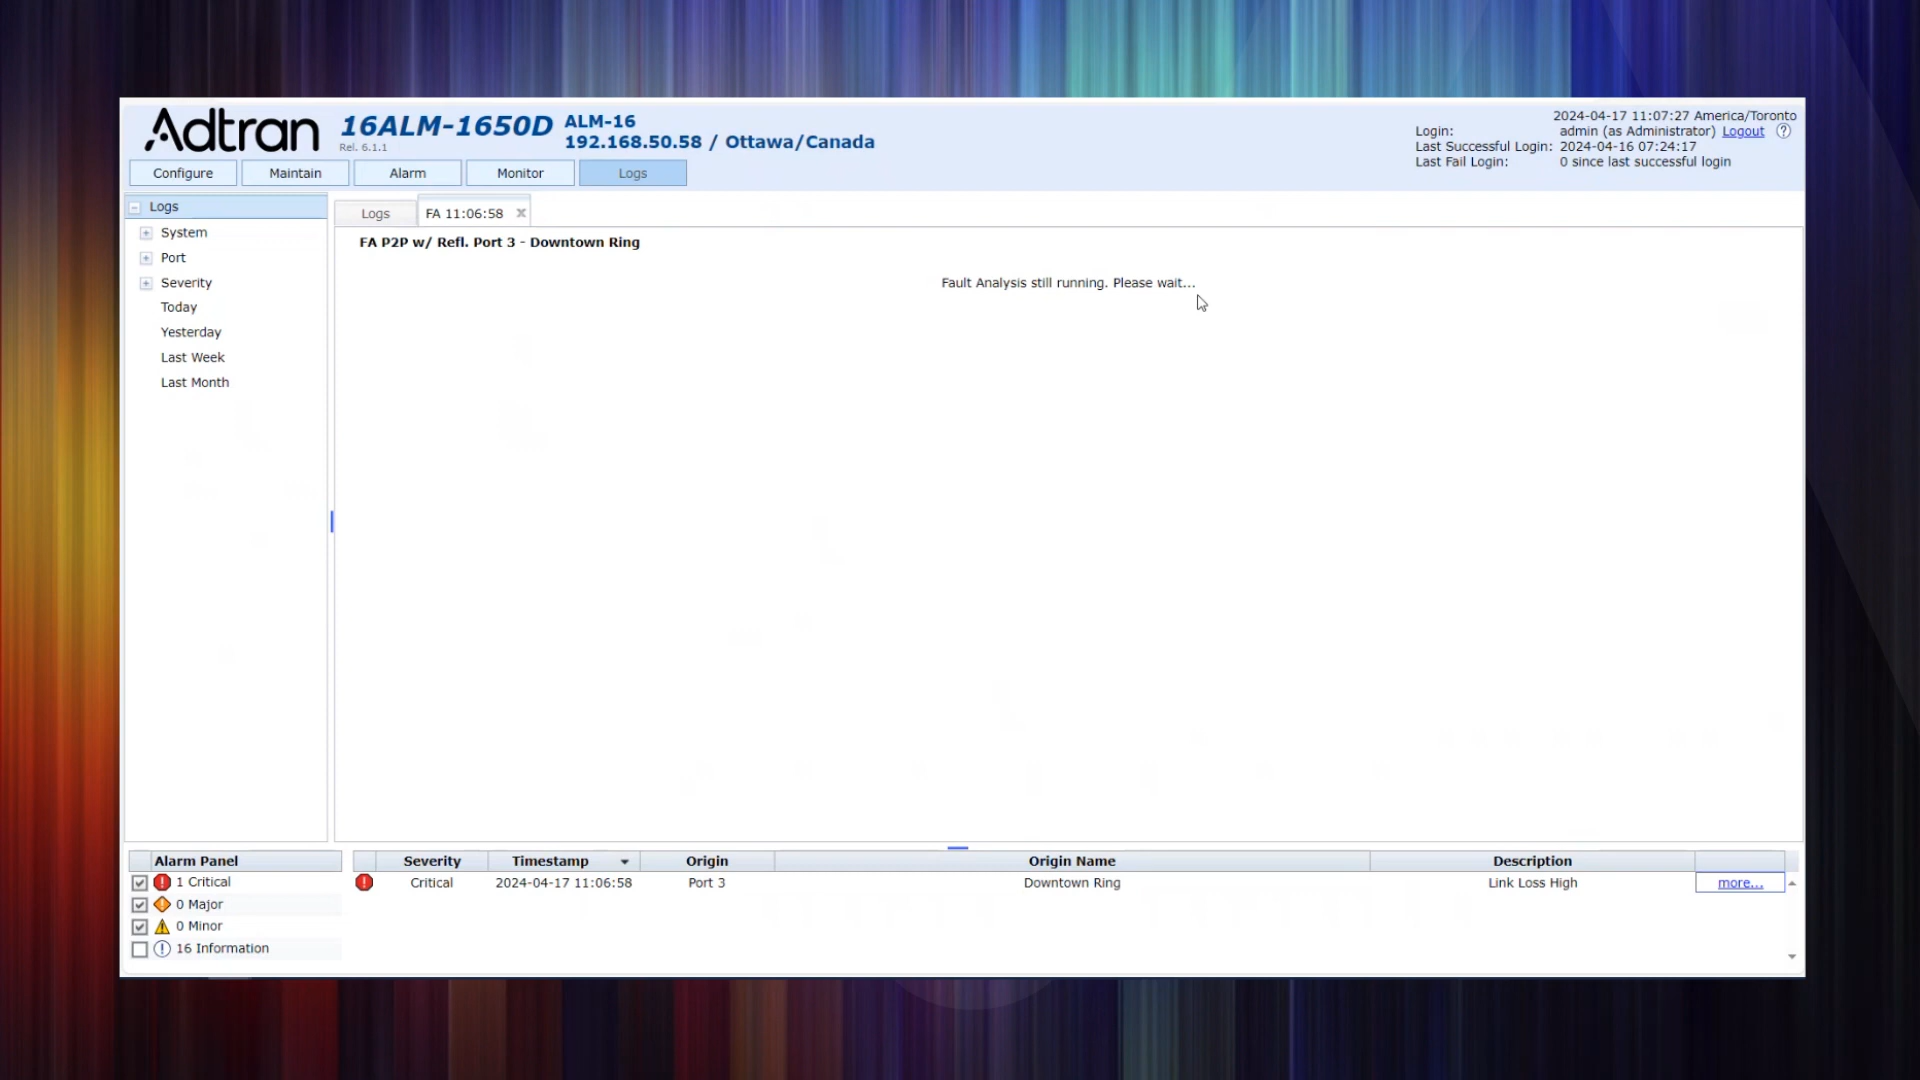 Adtran
16ALM-1650D
Rel. 6.1.1
ALM-16
192.168.50.58 / Ottawa/Canada
2024-04-17 11:07:27 America/Toronto
Login: admin (as Administrator) Logout ?
Last Successful Login: 2024-04-16 07:24:17
Last Fail Login: 0 since last successful login
Configure Maintain Alarm Monitor Logs
Logs
System
Port
Severity
Today
Yesterday
Last Week
Last Month
Logs FA 11:06:58
FA P2P w/ Refl. Port 3 - Downtown Ring
Fault Analysis still running. Please wait...
Alarm Panel
1 Critical
0 Major
0 Minor
16 Information
Severity Timestamp Origin Origin Name Description
Critical 2024-04-17 11:06:58 Port 3 Downtown Ring Link Loss High more...